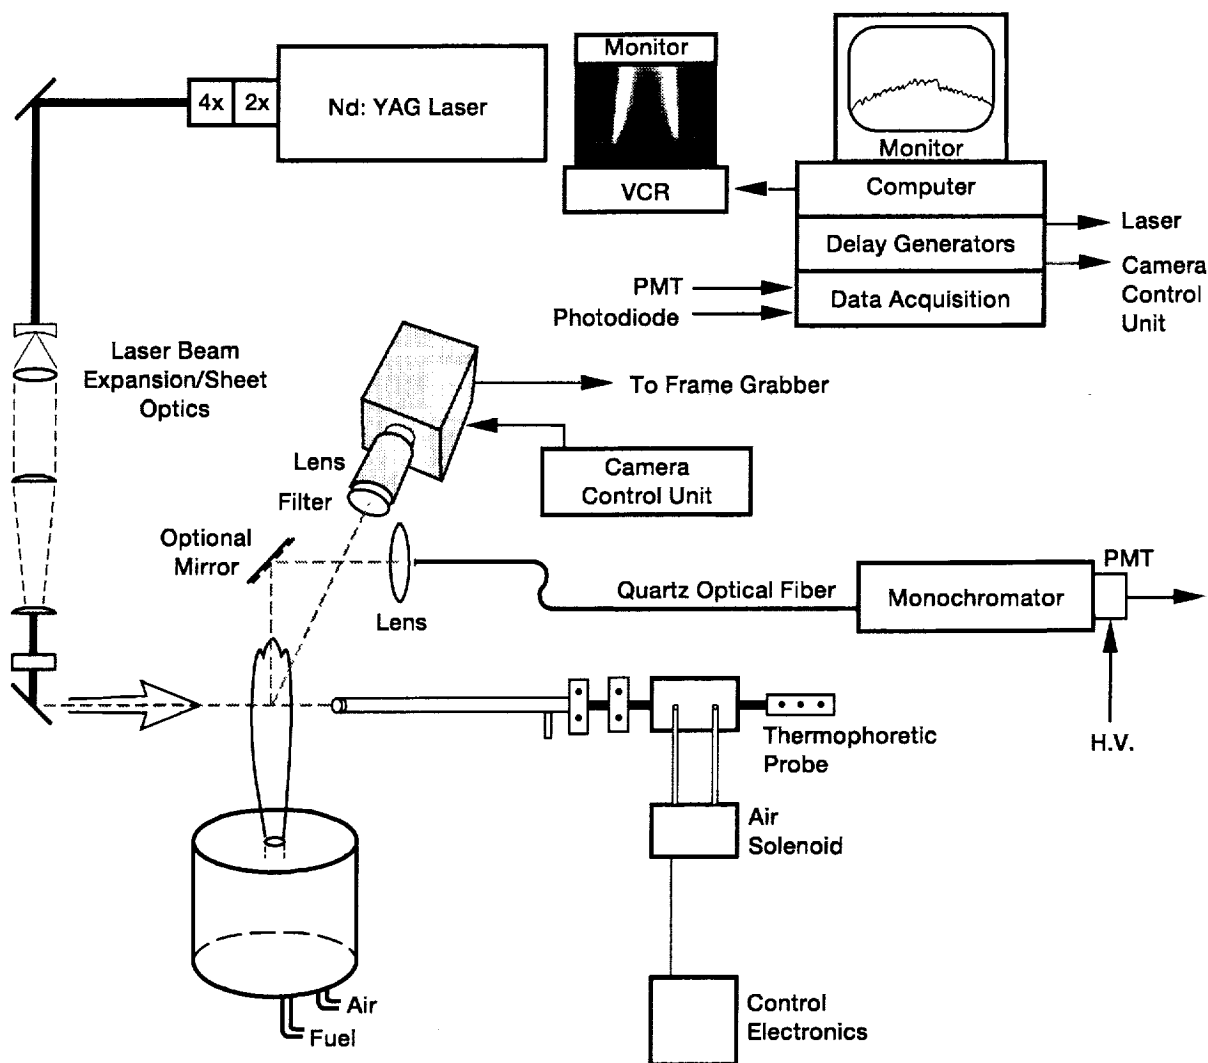 4x
2x
Nd: YAG Laser
Monitor
VCR
Monitor
Computer
Delay Generators
Data Acquisition
Laser
Camera
Control
Unit
PMT
Photodiode
Laser Beam
Expansion/Sheet
Optics
To Frame Grabber
Lens
Filter
Camera
Control Unit
Optional
Mirror
Lens
Quartz Optical Fiber
Monochromator
PMT
H.V.
Thermophoretic
Probe
Air
Solenoid
Air
Fuel
Control
Electronics